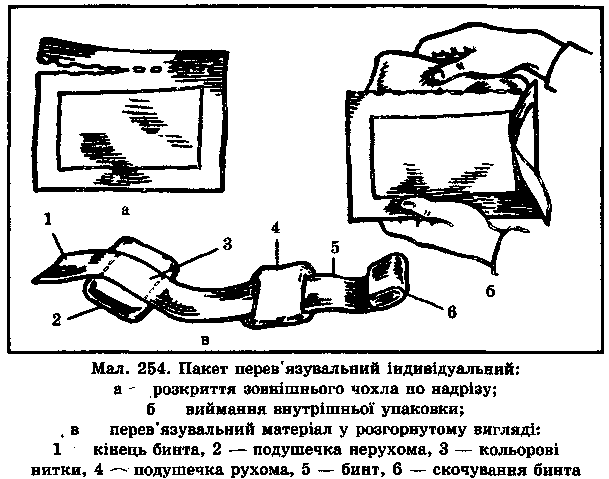 а
1
2
3
4
5
6
б
в
Мал. 254. Пакет перев'язувальний індивідуальний:
а - розкриття зовнішнього чохла по надрізу;
б виймання внутрішньої упаковки;
в перев'язувальний матеріал у розгорнутому вигляді:
1 кінець бинта, 2 — подушечка нерухома, 3 — кольорові
нитки, 4 — подушечка рухома, 5 — бинт, 6 — скочування бинта